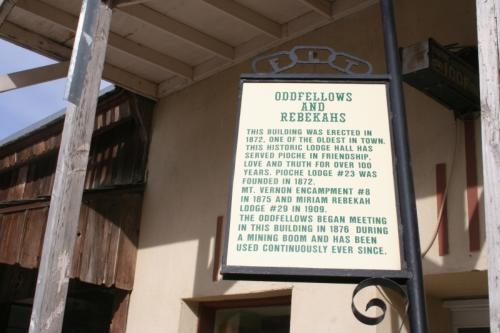 F L T
ODDFELLOWS
AND
REBEKAHS
THIS BUILDING WAS ERECTED IN
1872, ONE OF THE OLDEST IN TOWN.
THIS HISTORIC LODGE HALL HAS
SERVED PIOCHE IN FRIENDSHIP,
LOVE AND TRUTH FOR OVER 100
YEARS. PIOCHE LODGE #23 WAS
FOUNDED IN 1872.
MT. VERNON ENCAMPMENT #8
IN 1875 AND MIRIAM REBEKAH
LODGE #29 IN 1909.
THE ODDFELLOWS BEGAN MEETING
IN THIS BUILDING IN 1876 DURING
A MINING BOOM AND HAS BEEN
USED CONTINUOUSLY EVER SINCE.